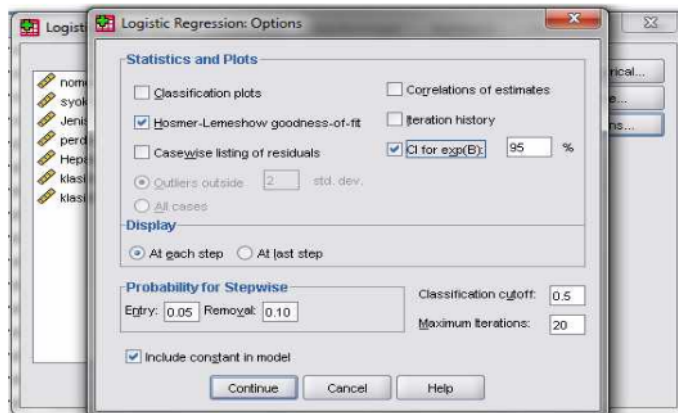 Logisti
Logistic Regression: Options
nome
syok
Jenis
perd
Hepa
klasi
klasi
rical...
e...
ns...
Statistics and Plots
Classification plots
Correlations of estimates
Hosmer-Lemeshow goodness-of-fit
Iteration history
Casewise listing of residuals
CI for exp(B): 95 %
Outliers outside 2 std. dev.
All cases
Display
At each step At last step
Probability for Stepwise
Entry: 0.05 Removal: 0.10
Classification cutoff: 0.5
Maximum Iterations: 20
Include constant in model
Continue Cancel Help